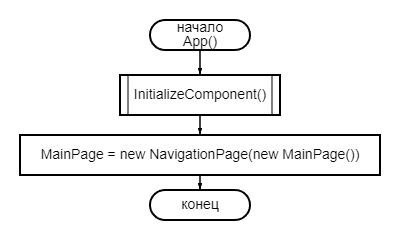 начало
App()
InitializeComponent()
MainPage = new NavigationPage(new MainPage())
конец